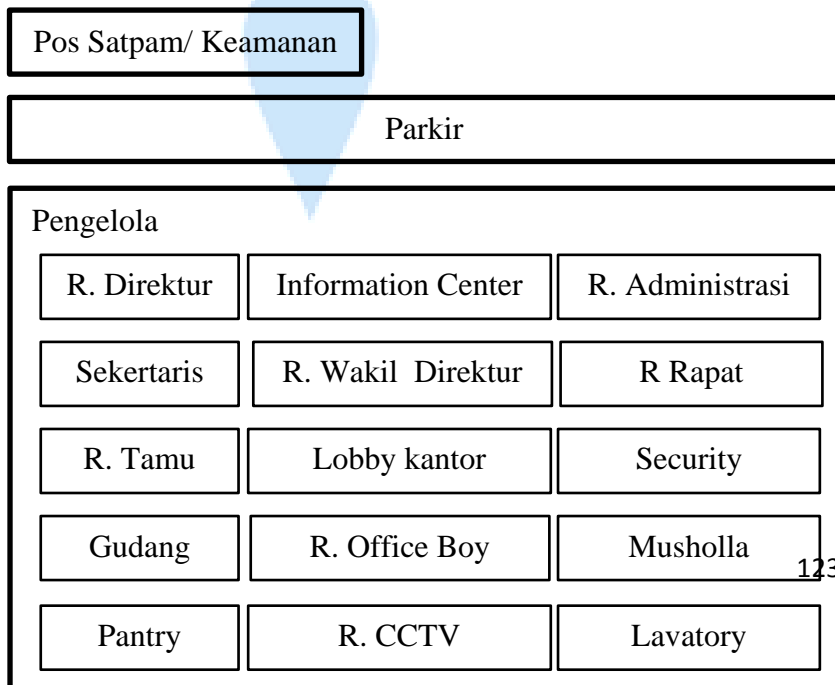 Pos Satpam/ Keamanan
Parkir
Pengelola
R. Direktur
Information Center
R. Administrasi
Sekertaris
R. Wakil  Direktur
R Rapat
R. Tamu
Lobby kantor
Security
Gudang
R. Office Boy
Musholla
123
Pantry
R. CCTV
Lavatory